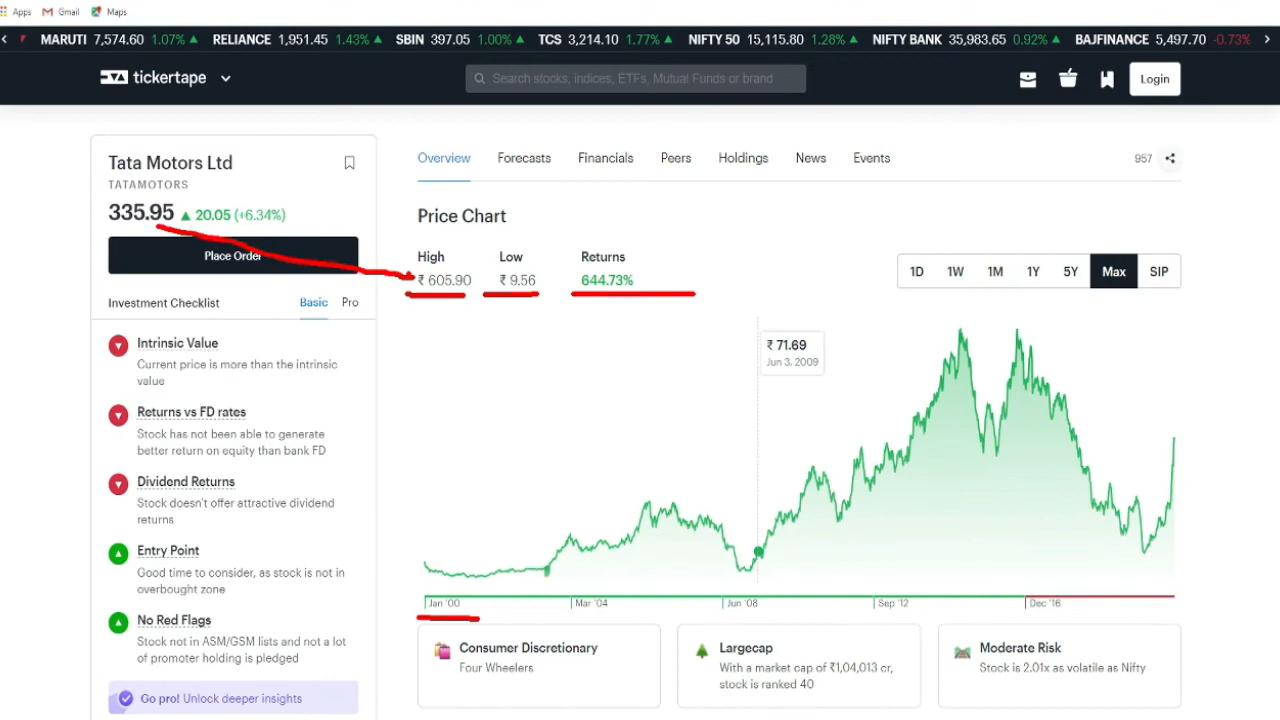 Apps Gmail Maps
MARUTI 7,574.60 1.07% RELIANCE 1,951.45 1.43% SBIN 397.05 1.00% TCS 3,214.10 1.77% NIFTY 50 15,115.80 1.28% NIFTY BANK 35,983.65 0.92% BAJFINANCE 5,497.70 -0.73%
tickertape
Search stocks, indices, ETFs, Mutual Funds or brand
Login
Tata Motors Ltd
TATAMOTORS
335.95 20.05 (+6.34%)
Place Order
Investment Checklist Basic Pro
Intrinsic Value
Current price is more than the intrinsic
value
Returns vs FD rates
Stock has not been able to generate
better return on equity than bank FD
Dividend Returns
Stock doesn't offer attractive dividend
returns
Entry Point
Good time to consider, as stock is not in
overbought zone
No Red Flags
Stock not in ASM/GSM lists and not a lot
of promoter holding is pledged
Go pro! Unlock deeper insights
Overview Forecasts Financials Peers Holdings News Events
957
Price Chart
High Low Returns
₹ 605.90 ₹ 9.56 644.73%
1D 1W 1M 1Y 5Y Max SIP
₹ 71.69
Jun 3, 2009
Jan '00 Mar '04 Jun '08 Sep '12 Dec '16
Consumer Discretionary
Four Wheelers
Largecap
With a market cap of ₹1,04,013 cr,
stock is ranked 40
Moderate Risk
Stock is 2.01x as volatile as Nifty